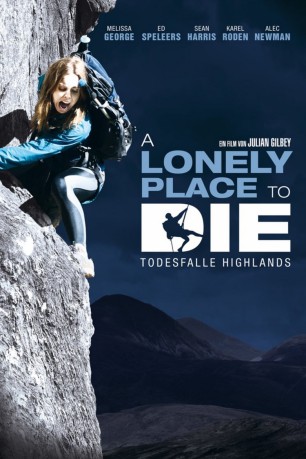 MELISSA GEORGE ED SPELEERS SEAN HARRIS KAREL RODEN ALEC NEWMAN
EIN FILM VON JULIAN GILBEY
A
LONELY
PLACE TO
DIE
TODESFALLE HIGHLANDS